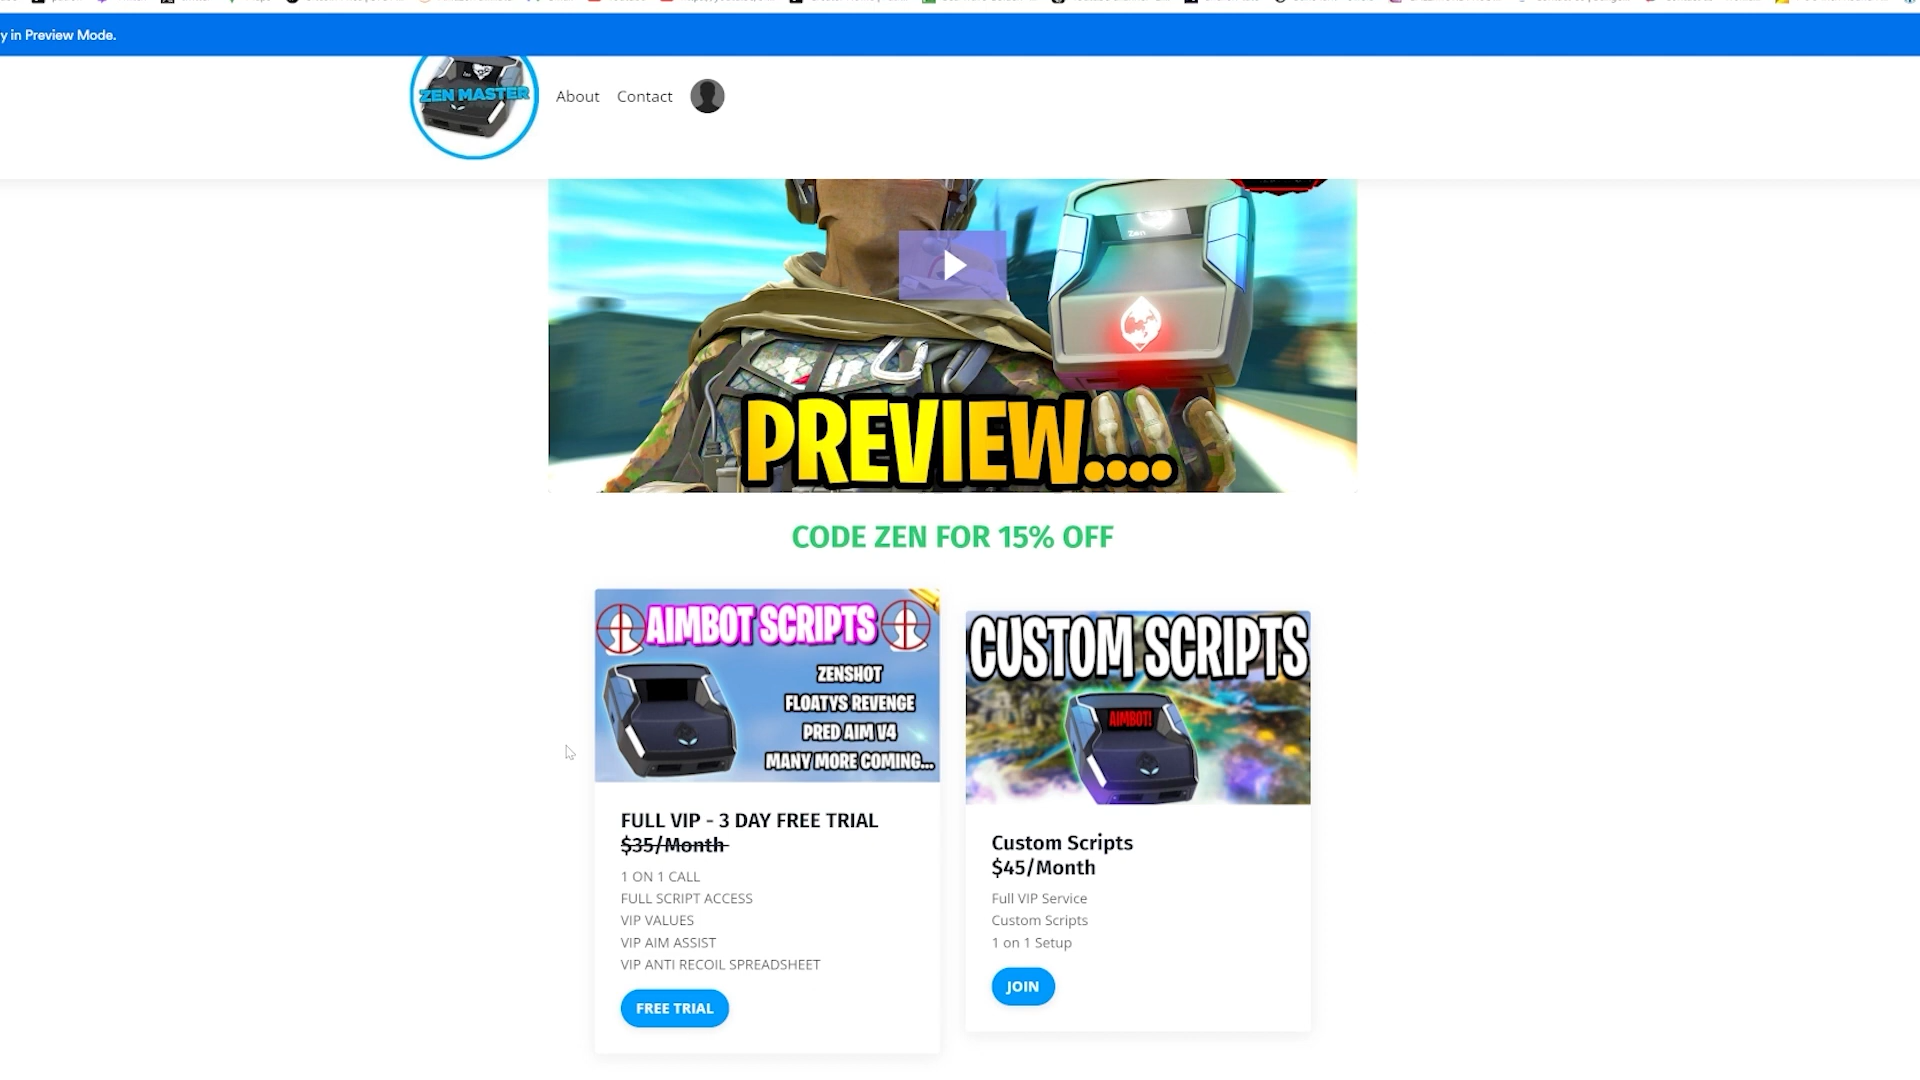 y in Preview Mode.
ZEN MASTER
About
Contact
Zen
PREVIEW....
CODE ZEN FOR 15% OFF
AIMBOT SCRIPTS
ZENSHOT
FLOATYS REVENGE
PRED AIM V4
MANY MORE COMING...
FULL VIP - 3 DAY FREE TRIAL
$35/Month
1 ON 1 CALL
FULL SCRIPT ACCESS
VIP VALUES
VIP AIM ASSIST
VIP ANTI RECOIL SPREADSHEET
FREE TRIAL
CUSTOM SCRIPTS
AIMBOT!
Custom Scripts
$45/Month
Full VIP Service
Custom Scripts
1 on 1 Setup
JOIN